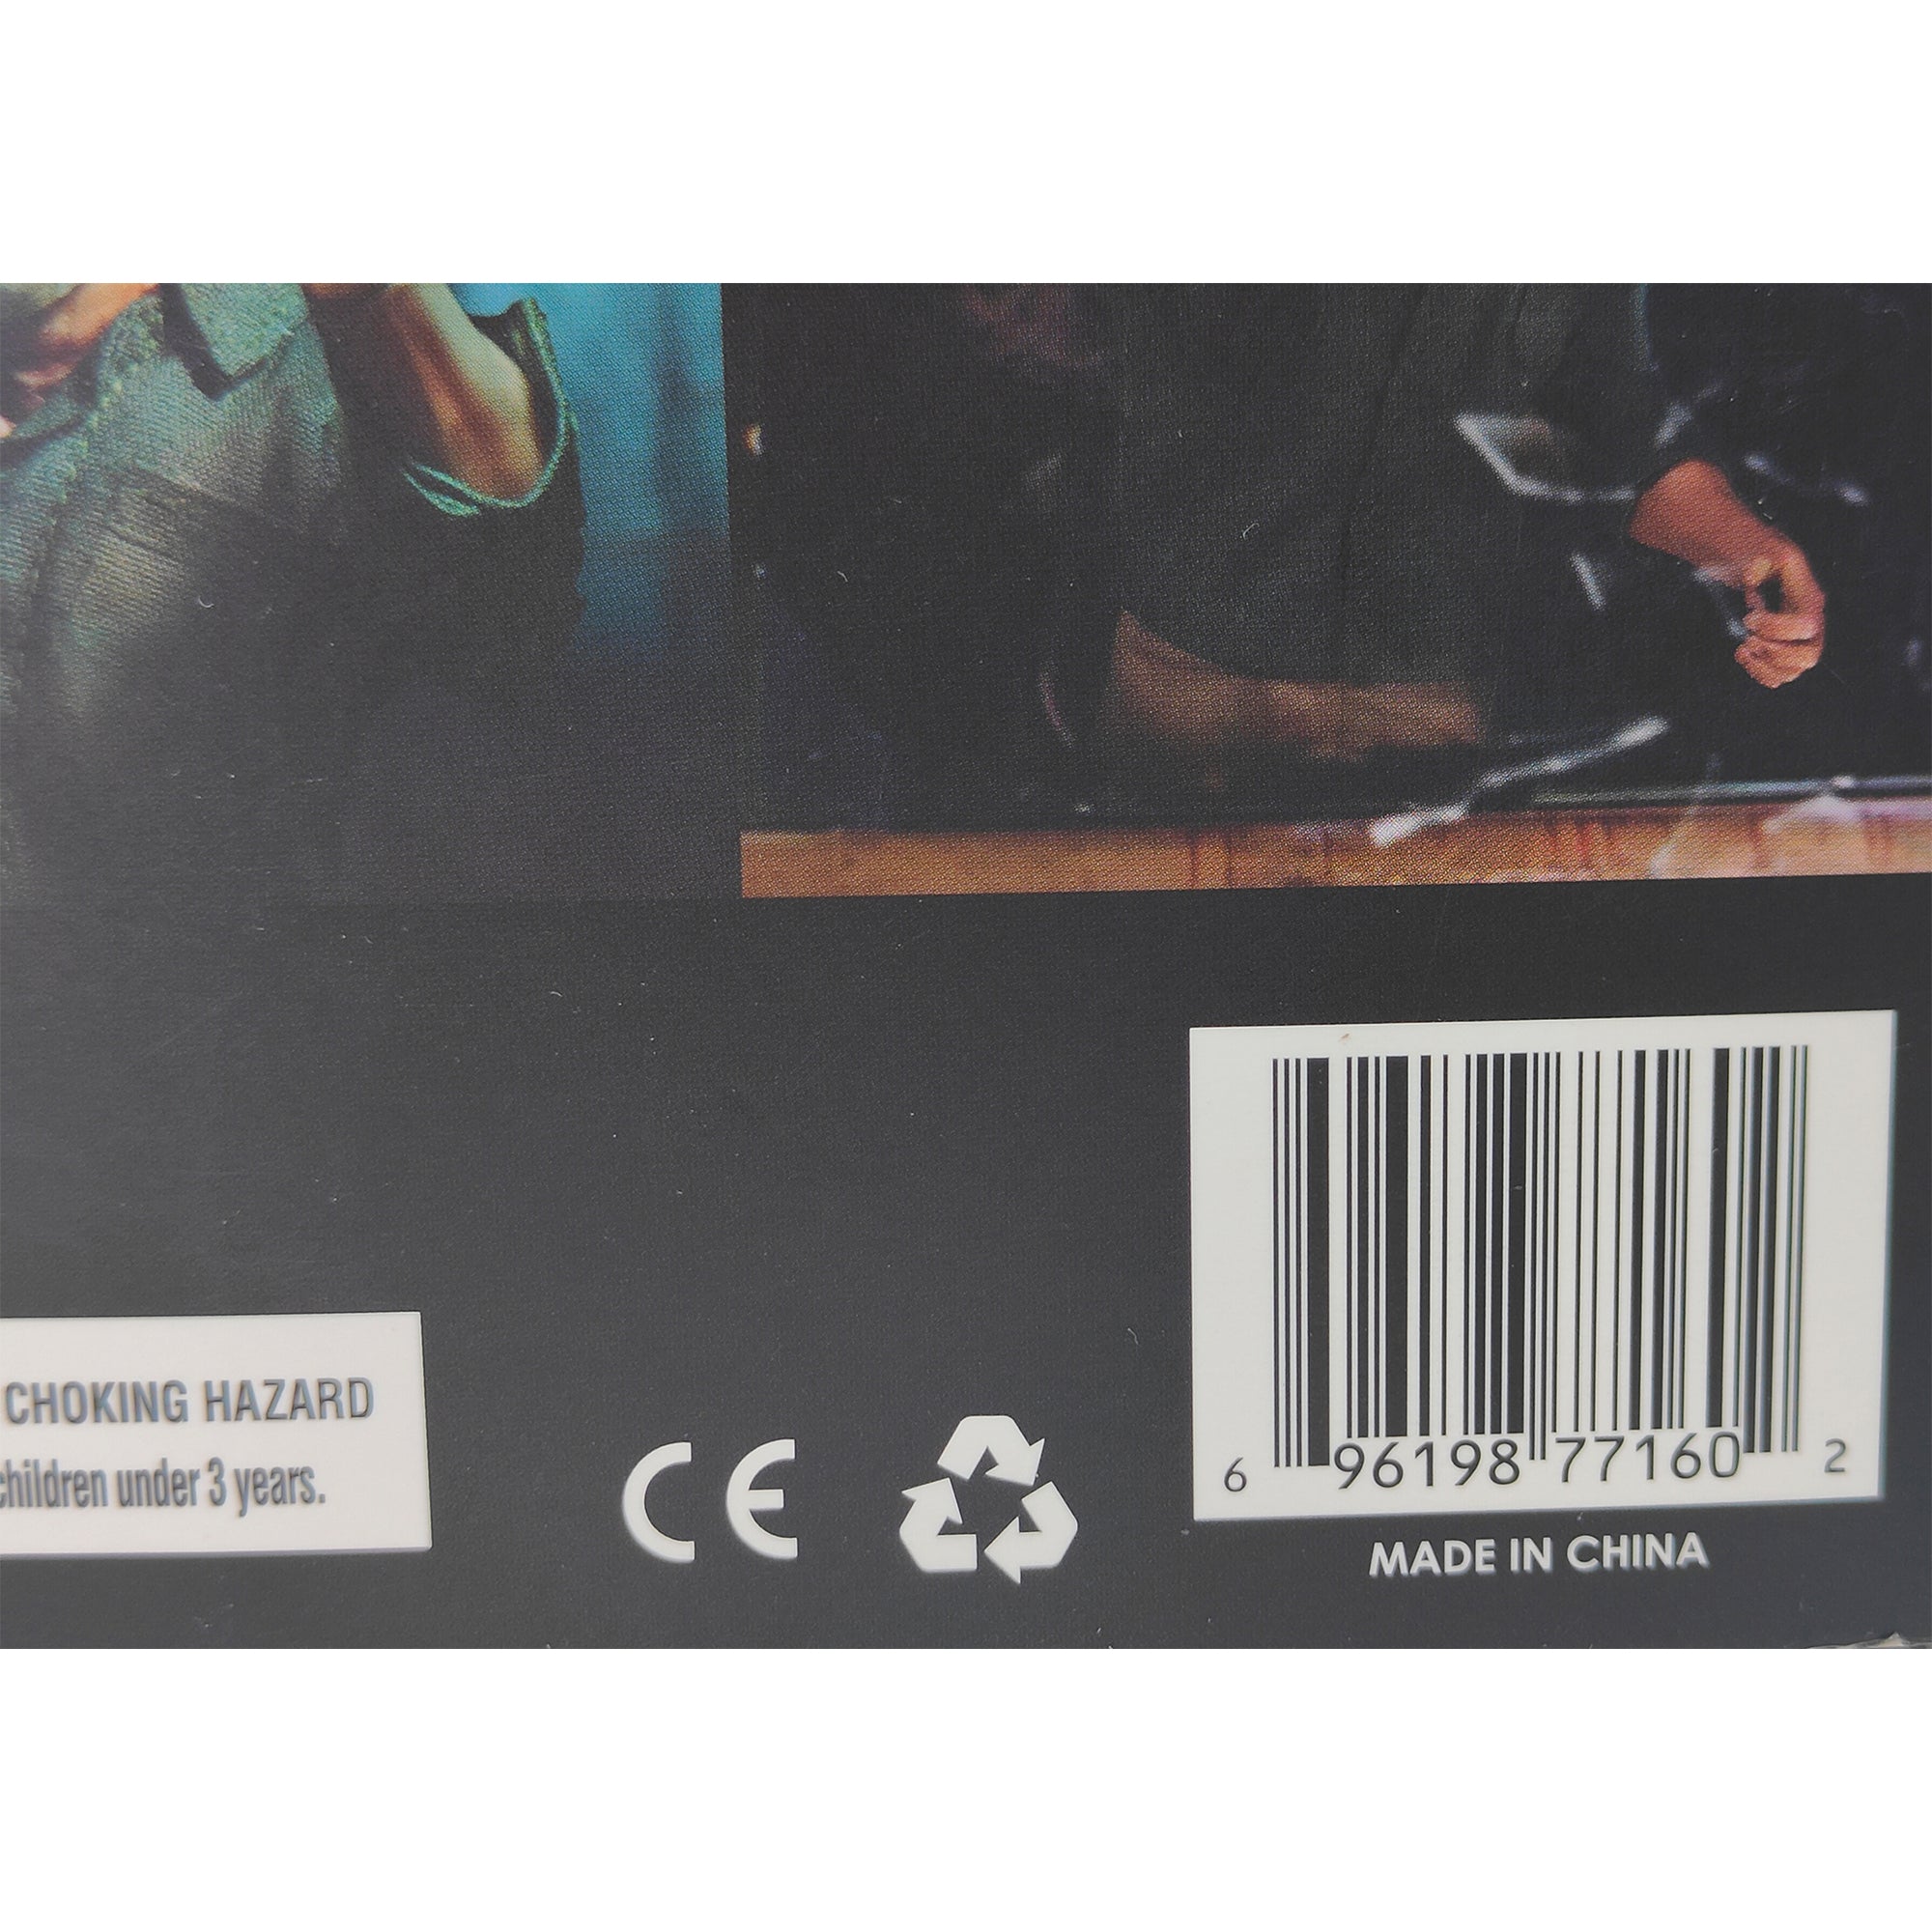 CHOKING HAZARD
children under 3 years.
CE
6 96198 77160 2
MADE IN CHINA